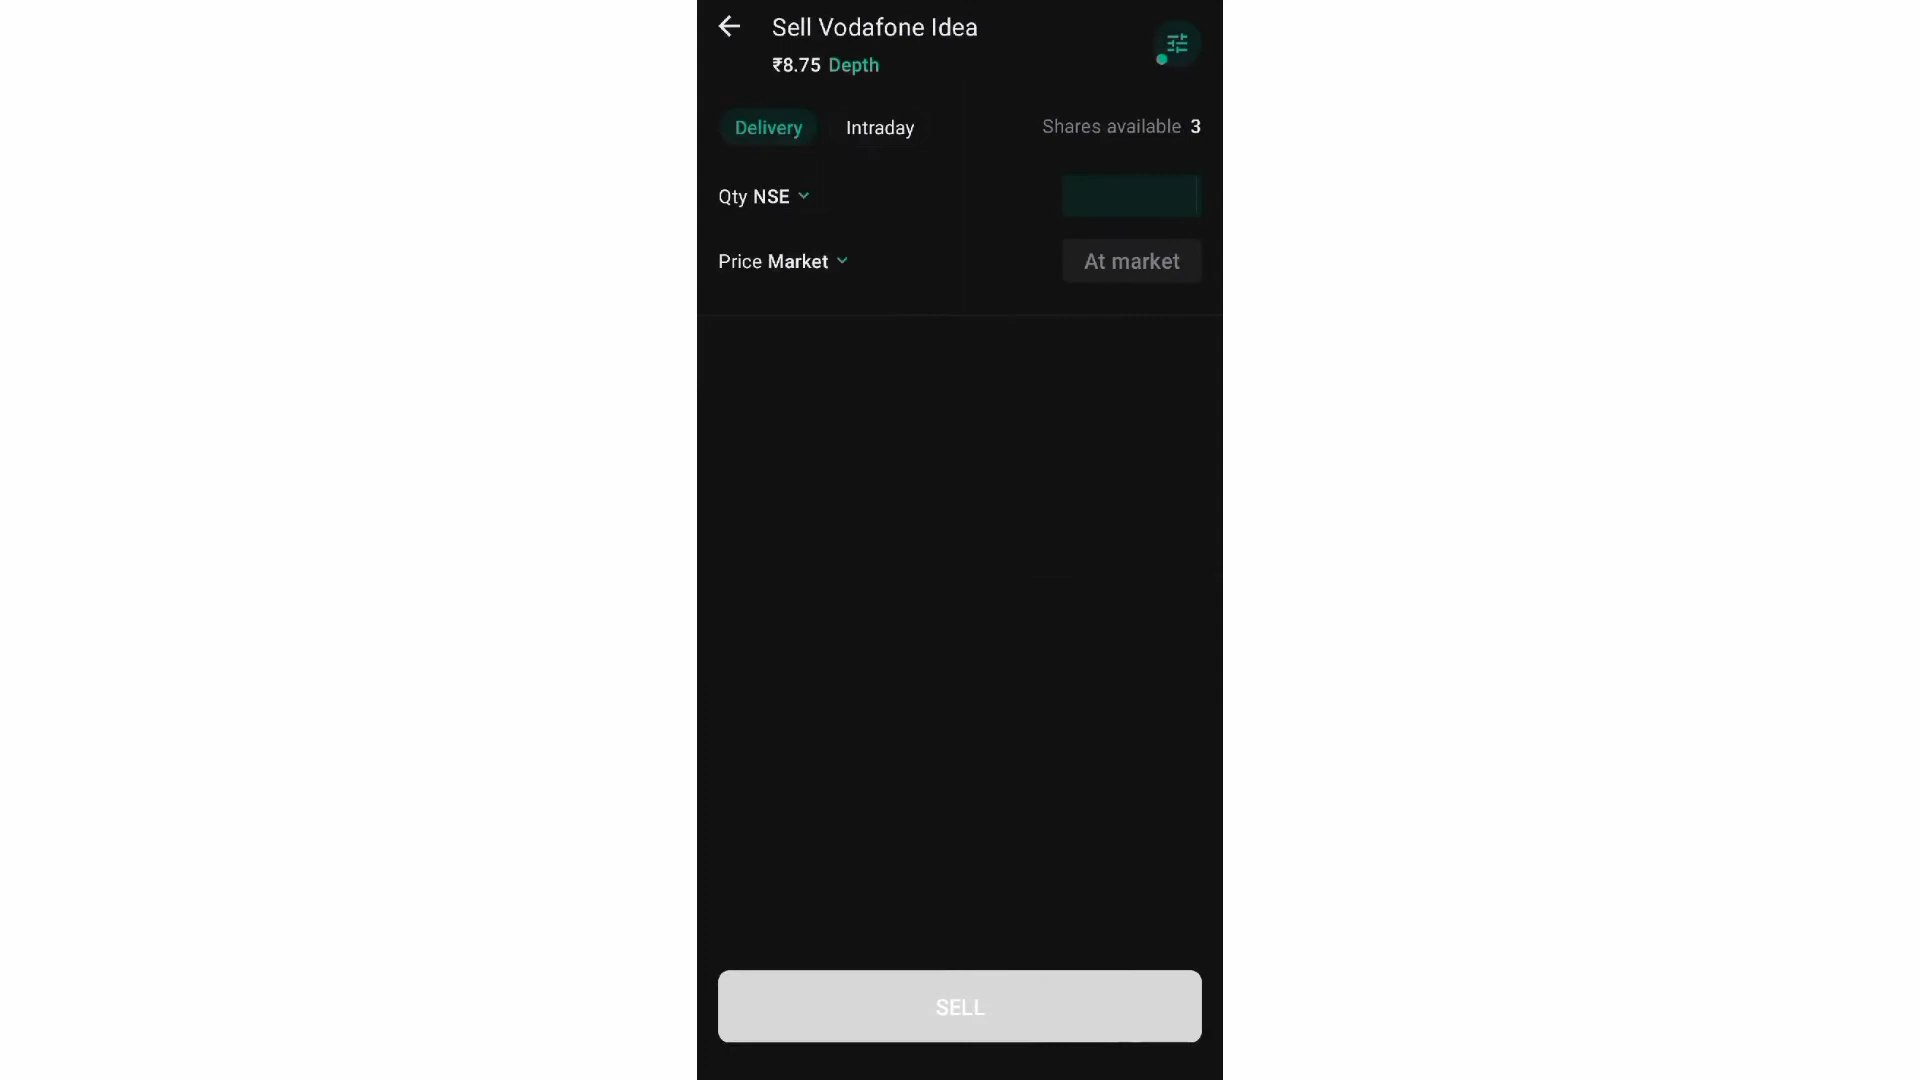 Sell Vodafone Idea
₹8.75 Depth
Delivery Intraday Shares available 3
Qty NSE
Price Market At market
SELL